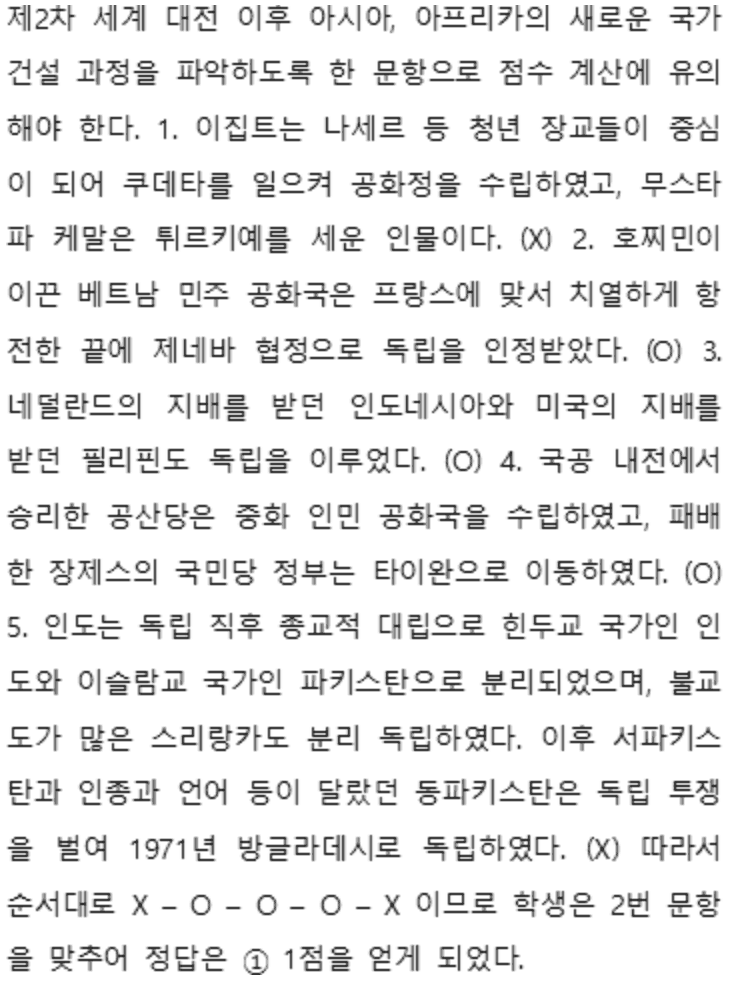 제2차 세계 대전 이후 아시아, 아프리카의 새로운 국가
건설 과정을 파악하도록 한 문항으로 점수 계산에 유의
해야 한다. 1. 이집트는 나세르 등 청년 장교들이 중심
이 되어 쿠데타를 일으켜 공화정을 수립하였고, 무스타
파 케말은 튀르키예를 세운 인물이다. (X) 2. 호찌민이
이끈 베트남 민주 공화국은 프랑스에 맞서 치열하게 항
전한 끝에 제네바 협정으로 독립을 인정받았다. (O) 3.
네덜란드의 지배를 받던 인도네시아와 미국의 지배를
받던 필리핀도 독립을 이루었다. (O) 4. 국공 내전에서
승리한 공산당은 중화 인민 공화국을 수립하였고, 패배
한 장제스의 국민당 정부는 타이완으로 이동하였다. (O)
5. 인도는 독립 직후 종교적 대립으로 힌두교 국가인 인
도와 이슬람교 국가인 파키스탄으로 분리되었으며, 불교
도가 많은 스리랑카도 분리 독립하였다. 이후 서파키스
탄과 인종과 언어 등이 달랐던 동파키스탄은 독립 투쟁
을 벌여 1971년 방글라데시로 독립하였다. (X) 따라서
순서대로 X – O – O – O – X 이므로 학생은 2번 문항
을 맞추어 정답은 ① 1점을 얻게 되었다.